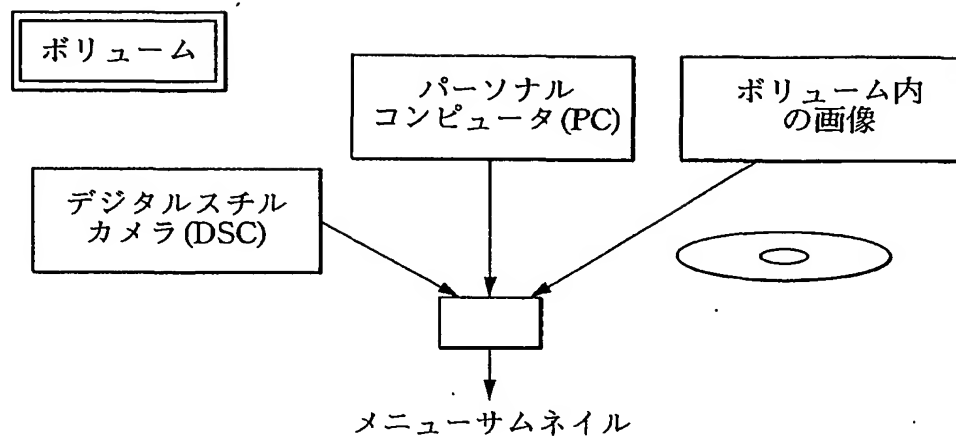 ボリューム
パーソナル
コンピュータ(PC)
ボリューム内
の画像
デジタルスチル
カメラ(DSC)
メニューサムネイル